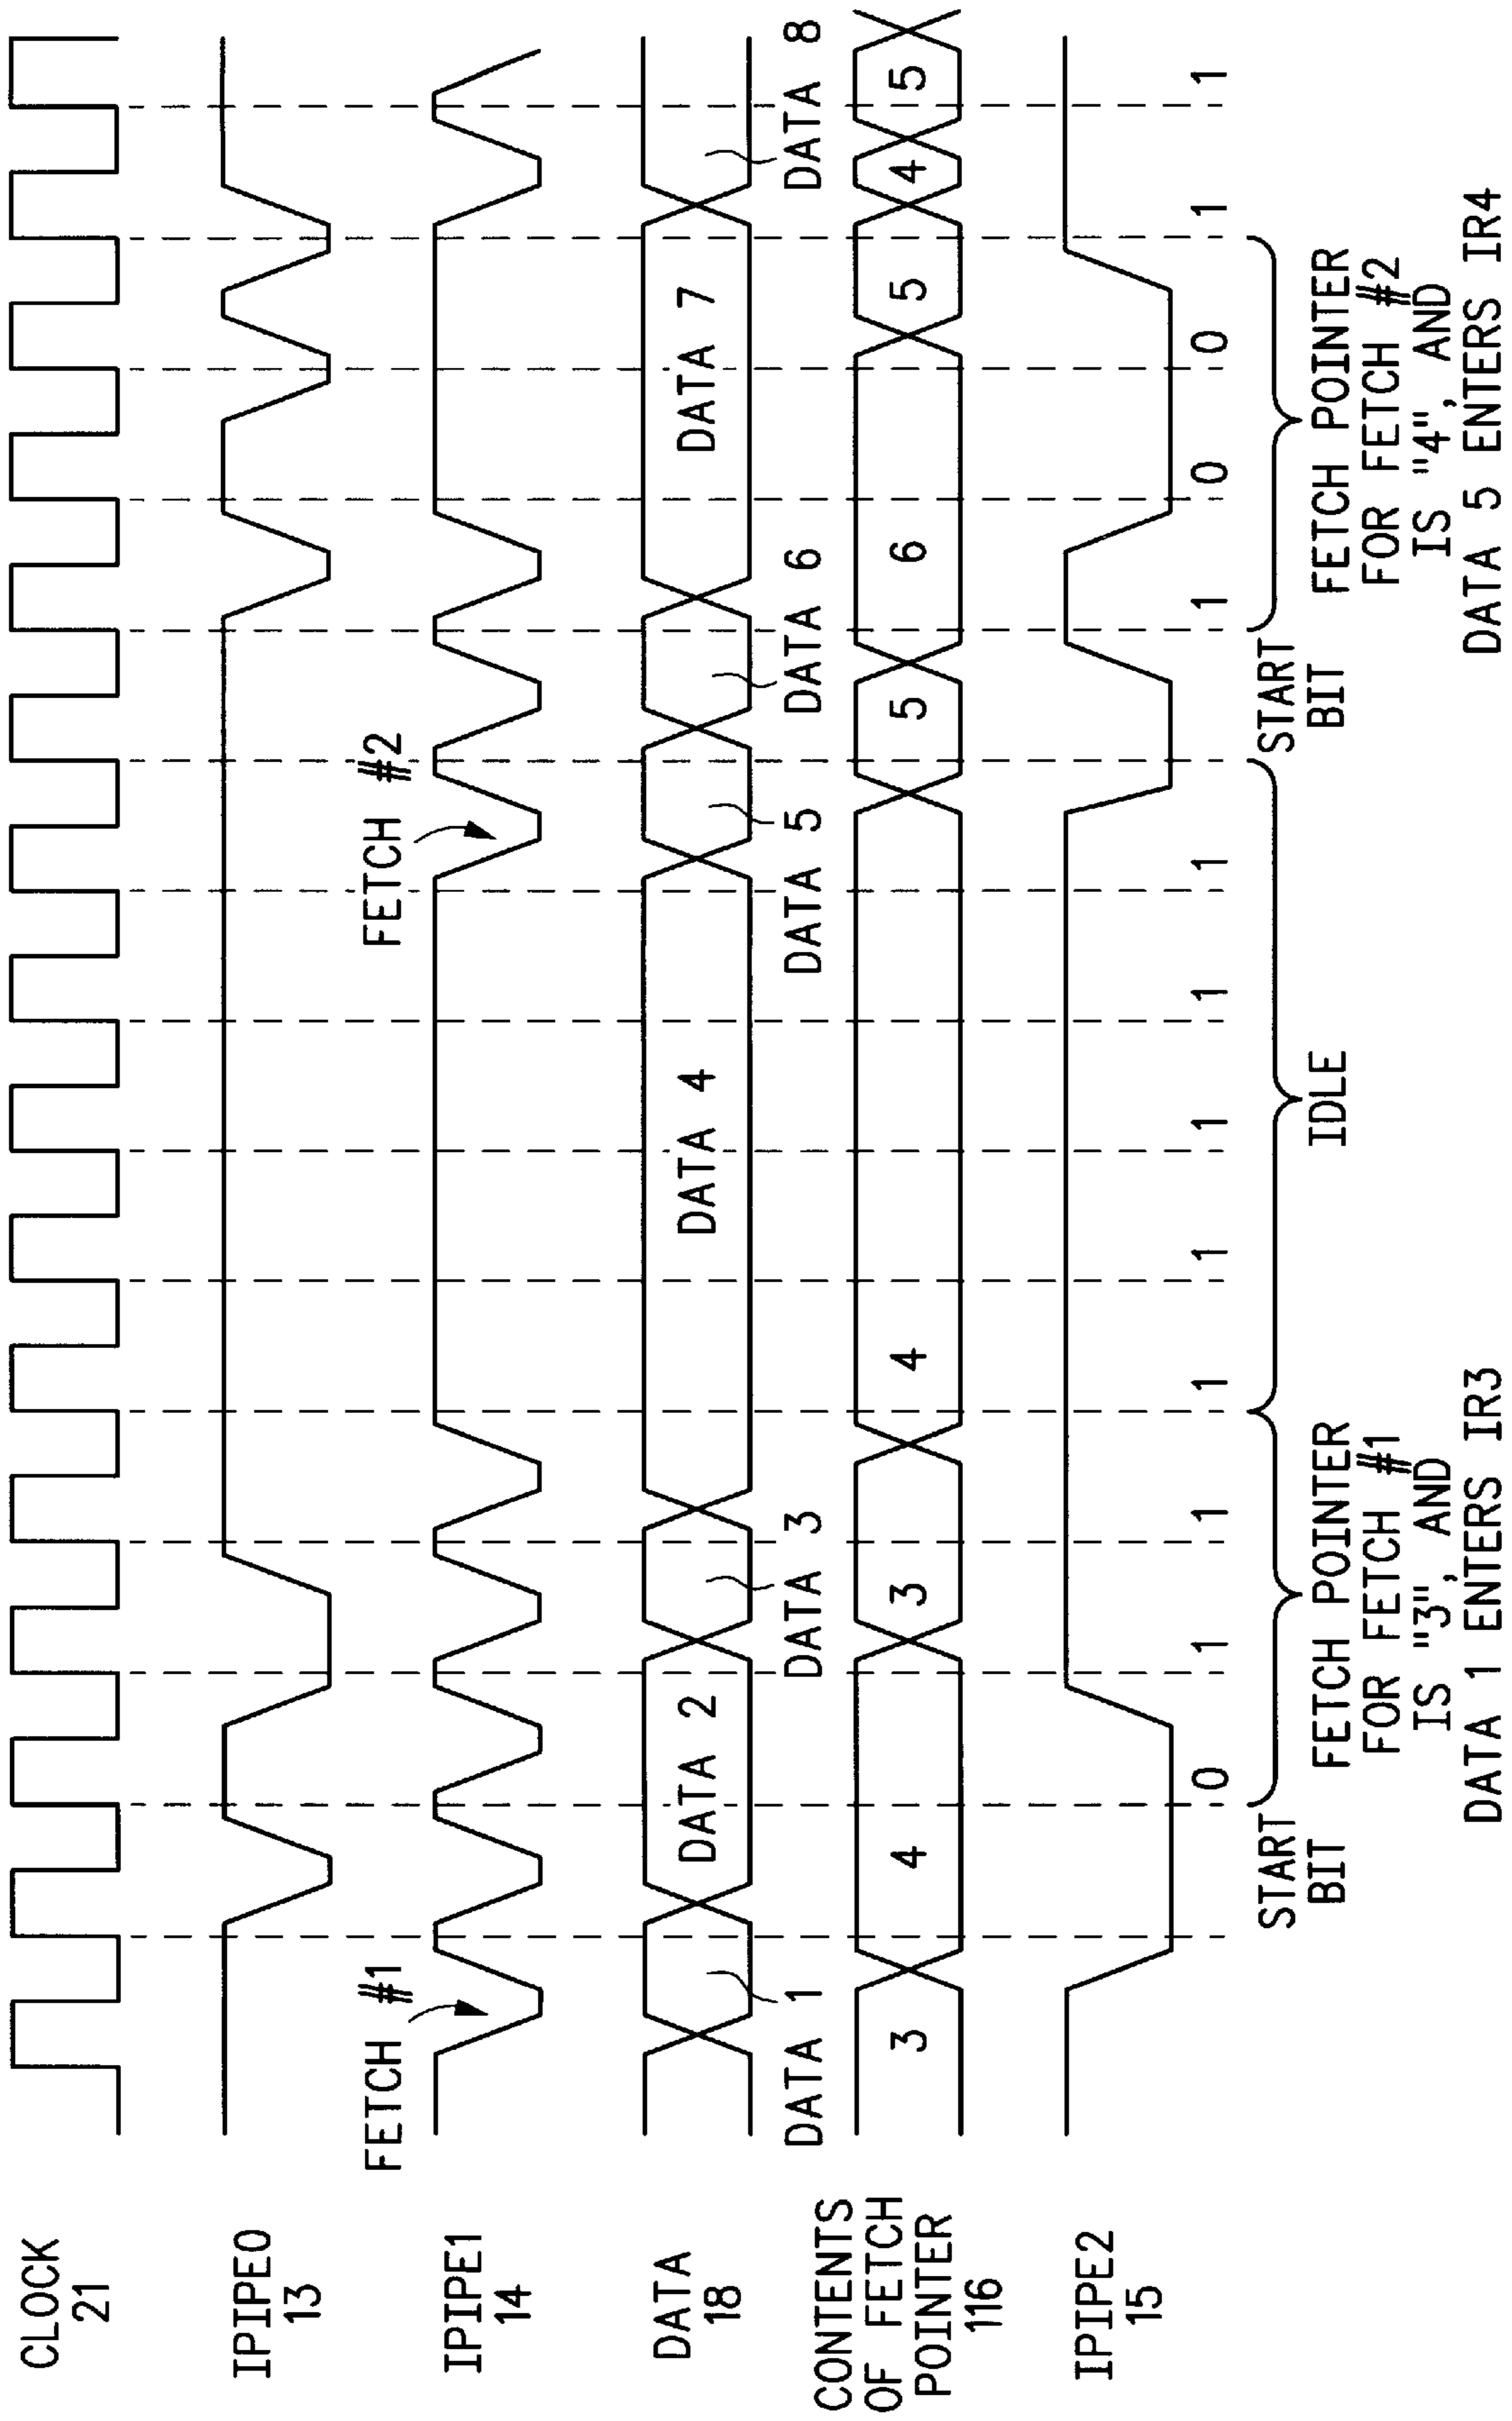 CLOCK
21
IPIPE0
13
FETCH #1
FETCH #2
IPIPE1
14
DATA
18
DATA 2
DATA 4
DATA 7
DATA 1
DATA 3
DATA 5
DATA 6
DATA 8
CONTENTS
OF FETCH
POINTER
116
3 4 3 4 5 6 5 4 5
IPIPE2
15
0 1 1 1 1 1 1 1 1 0 0 1 1
START
BIT
FETCH POINTER
FOR FETCH #1
IS "3", AND
DATA 1 ENTERS IR3
IDLE
START
BIT
FETCH POINTER
FOR FETCH #2
IS "4", AND
DATA 5 ENTERS IR4